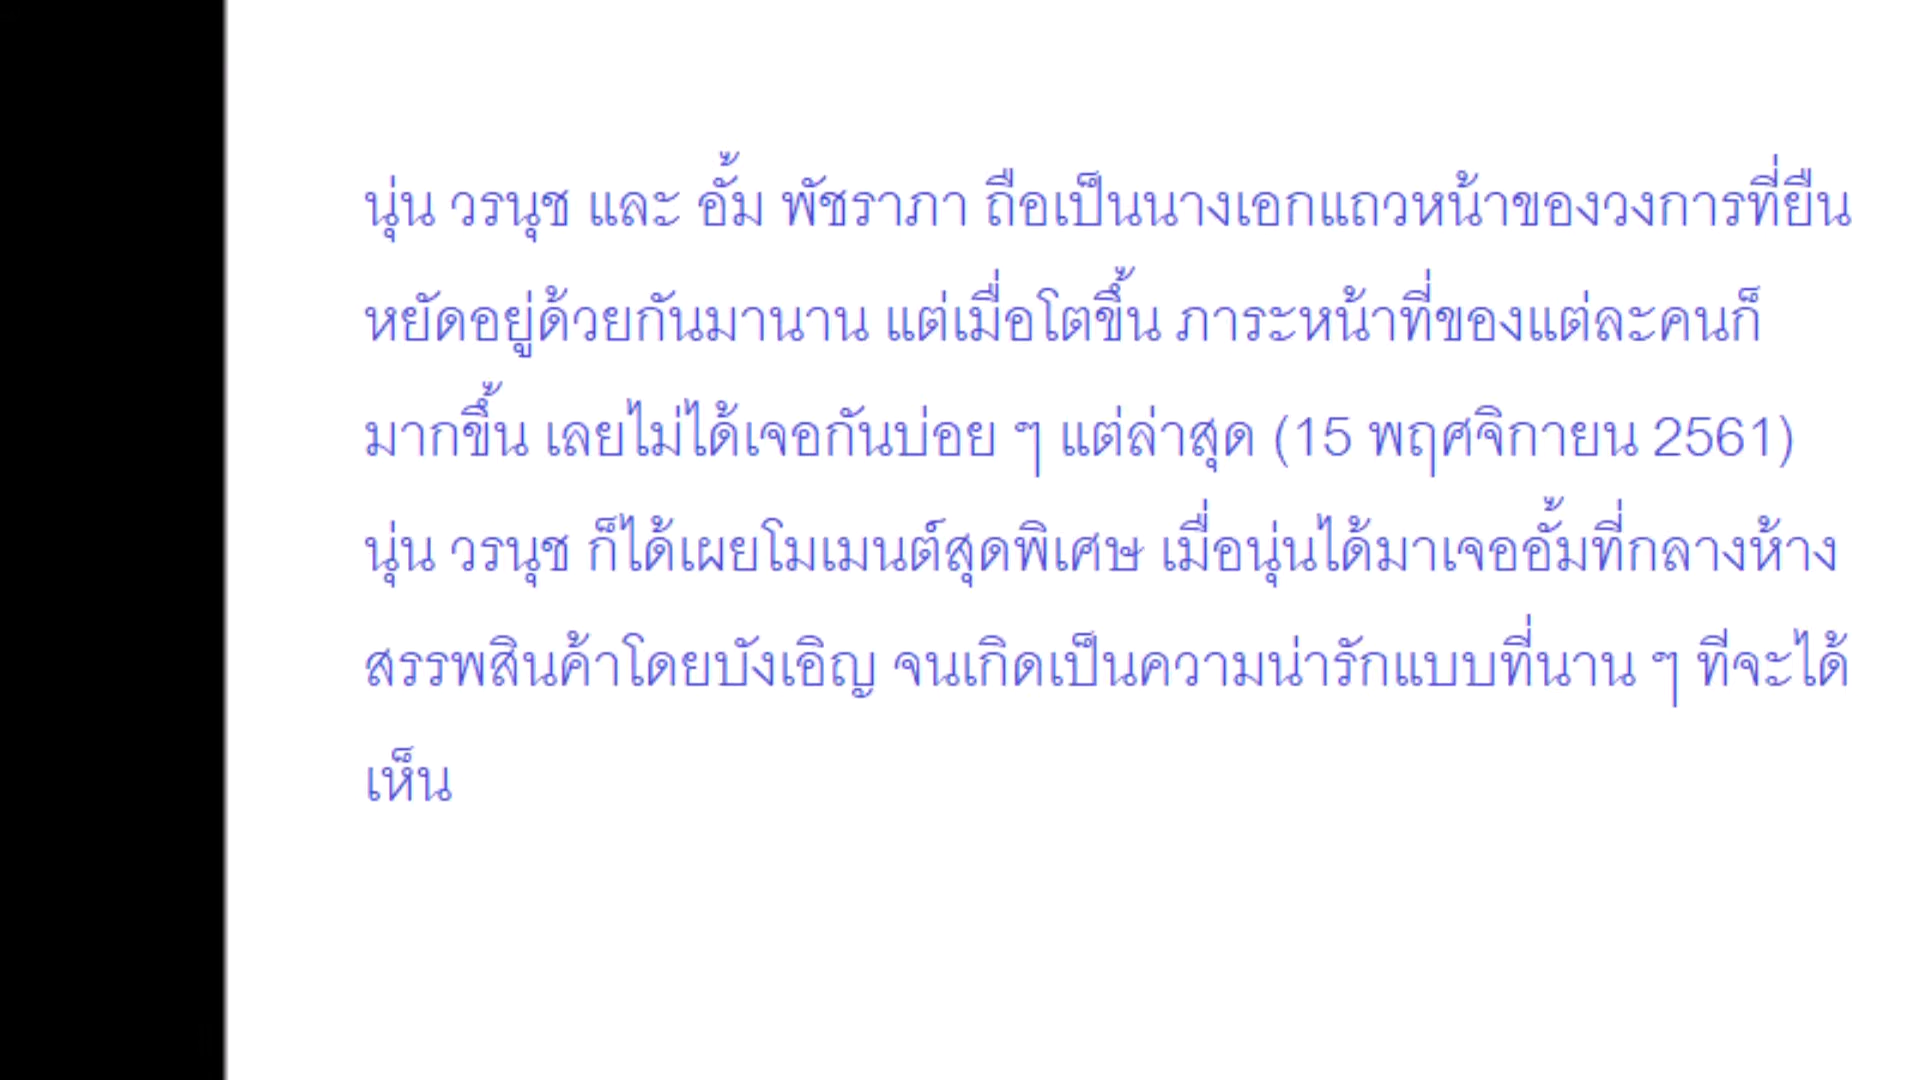 นุ่น วรนุช และ อั้ม พัชราภา ถือเป็นนางเอกแถวหน้าของวงการที่ยืน
หยัดอยู่ด้วยกันมานาน แต่เมื่อโตขึ้น ภาระหน้าที่ของแต่ละคนก็
มากขึ้น เลยไม่ได้เจอกันบ่อย ๆ แต่ล่าสุด (15 พฤศจิกายน 2561)
นุ่น วรนุช ก็ได้เผยโมเมนต์สุดพิเศษ เมื่อนุ่นได้มาเจออั้มที่กลางห้าง
สรรพสินค้าโดยบังเอิญ จนเกิดเป็นความน่ารักแบบที่นาน ๆ ทีจะได้
เห็น